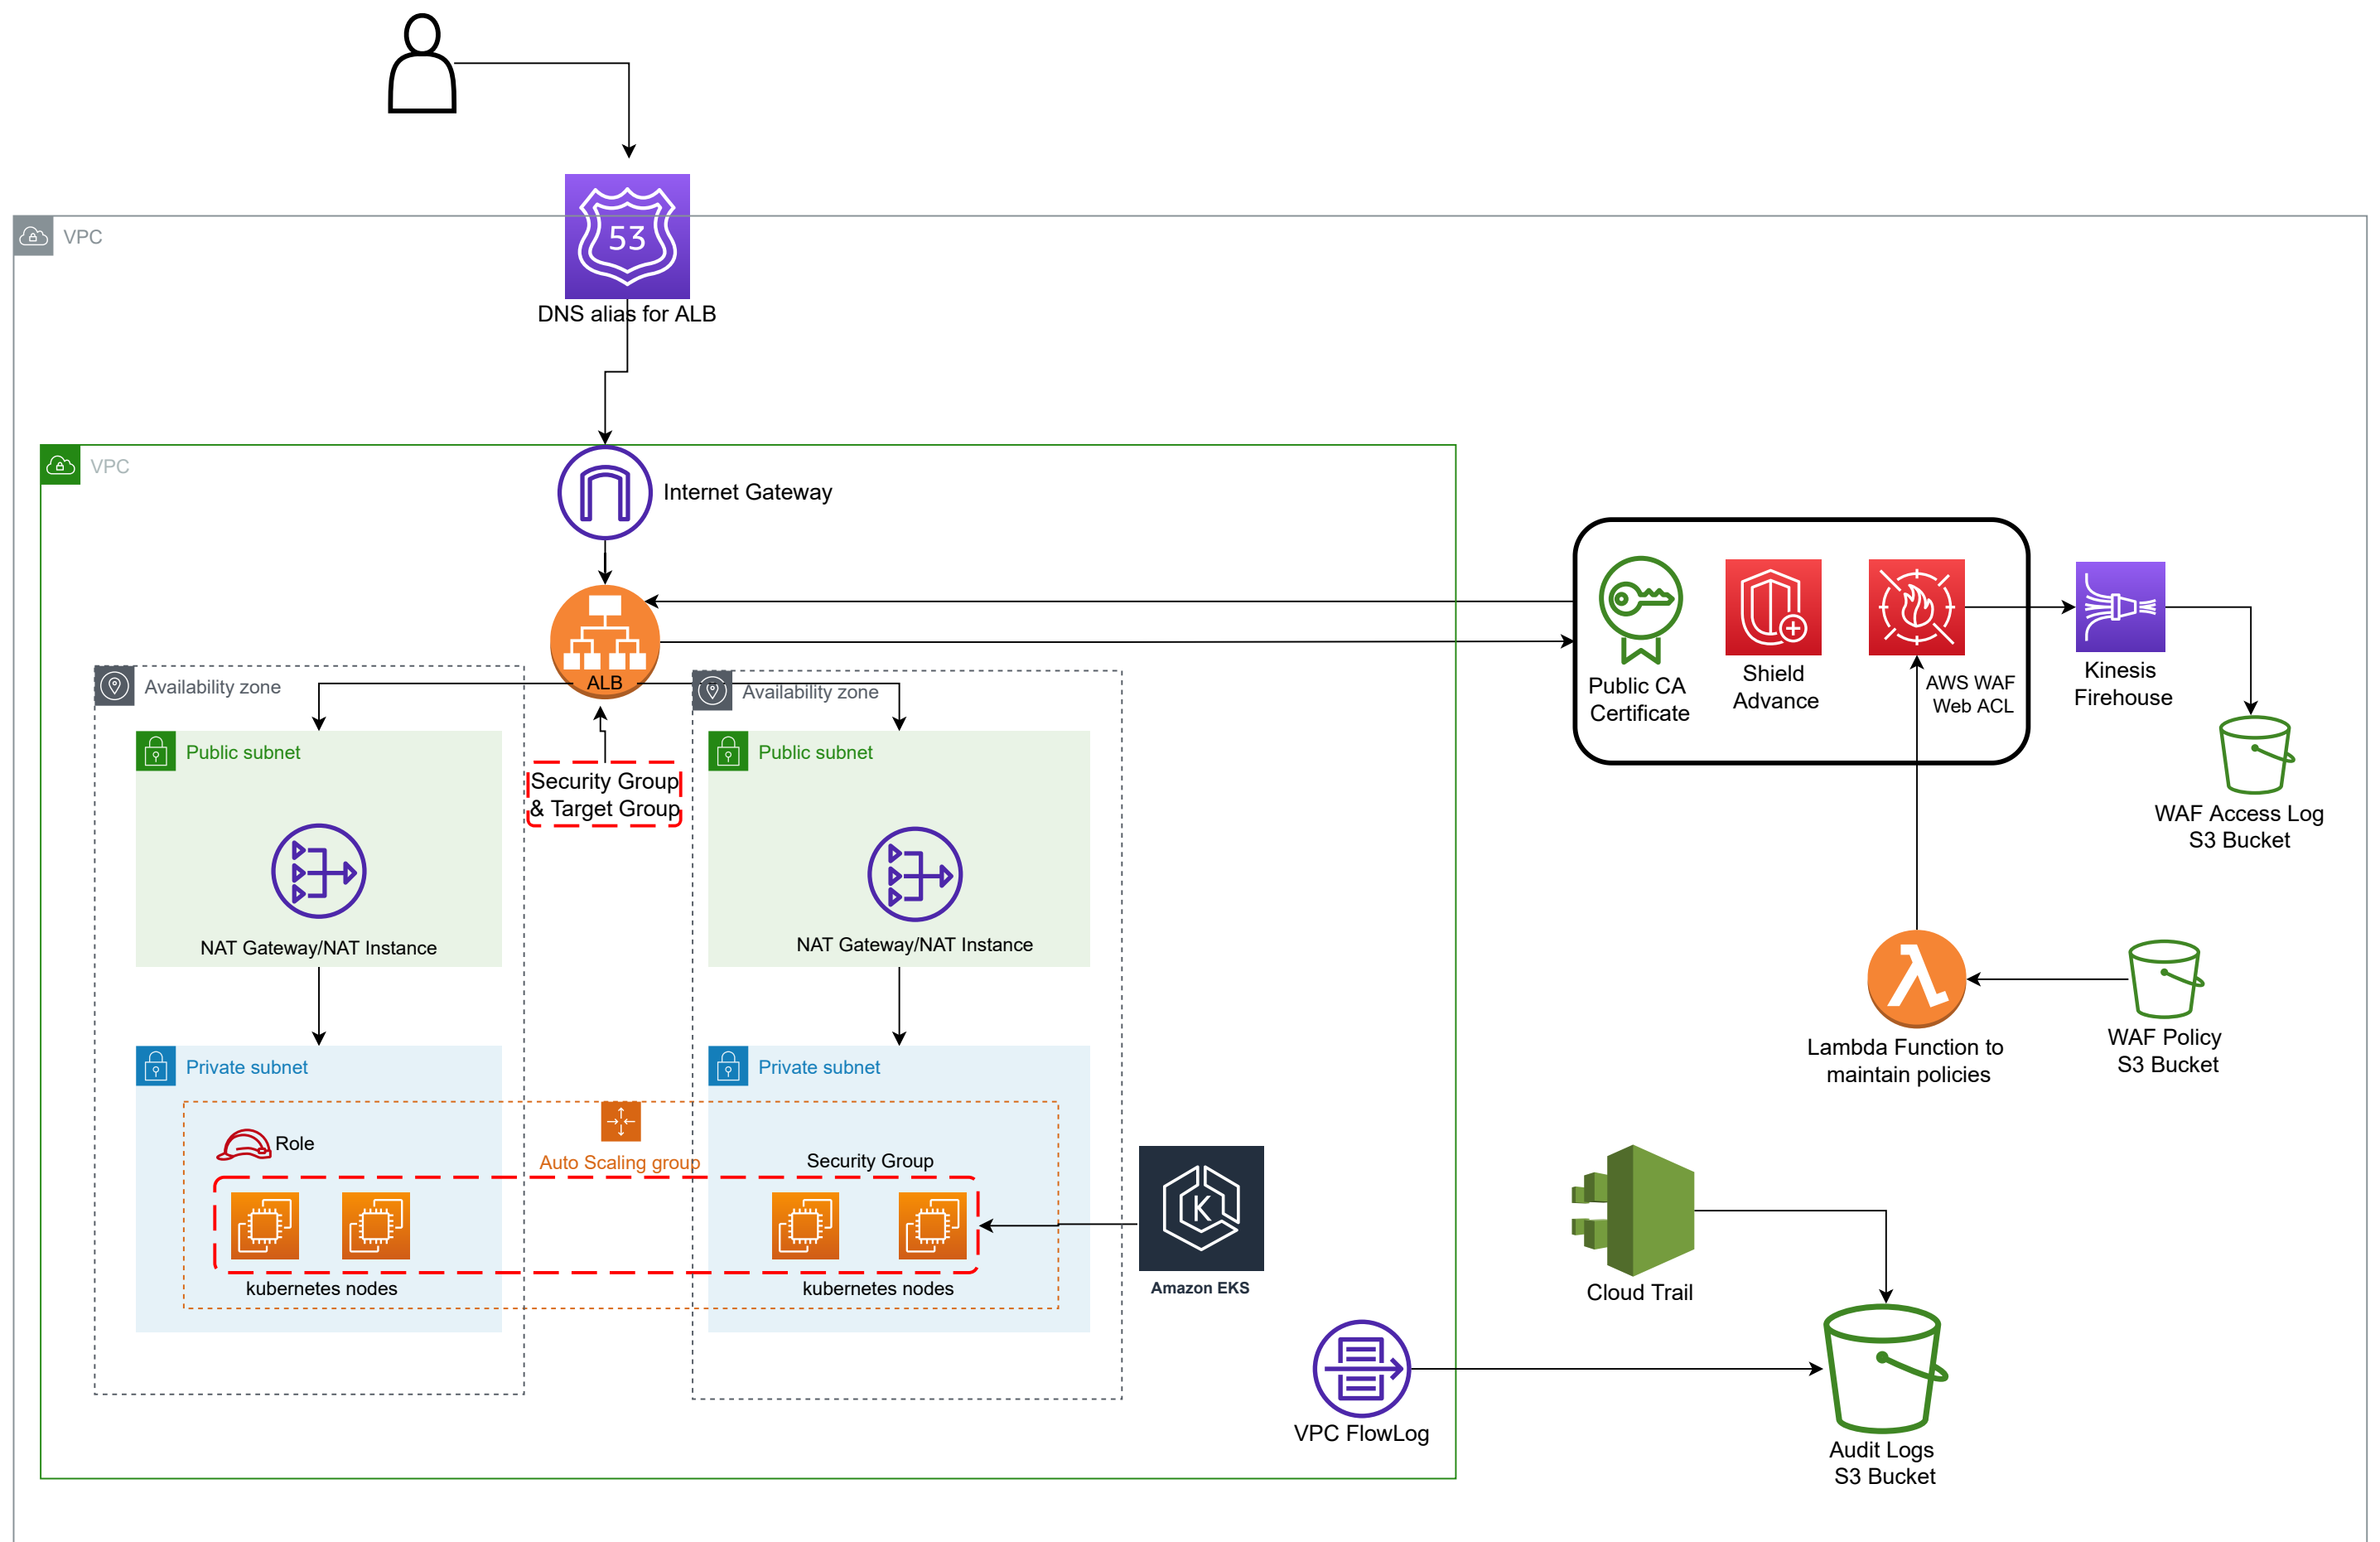 53
DNS alias for ALB
VPC
VPC
Internet Gateway
ALB
Availability zone
Availability zone
Public subnet
Public subnet
Security Group
& Target Group
NAT Gateway/NAT Instance
NAT Gateway/NAT Instance
Private subnet
Private subnet
Role
Auto Scaling group
Security Group
kubernetes nodes
kubernetes nodes
K
Amazon EKS
VPC FlowLog
Public CA
Certificate
Shield
Advance
AWS WAF
Web ACL
Kinesis
Firehouse
WAF Access Log
S3 Bucket
Lambda Function to
maintain policies
WAF Policy
S3 Bucket
Cloud Trail
Audit Logs
S3 Bucket